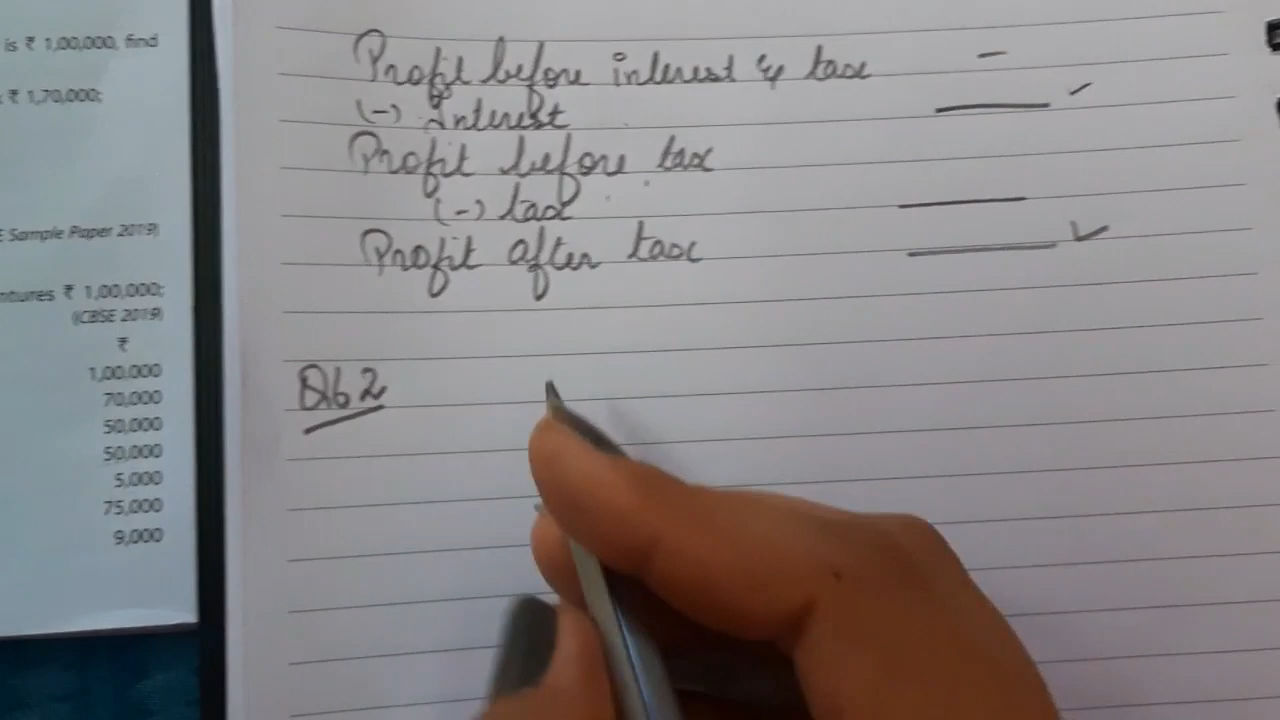 is ₹ 1,00,000, find
₹ 1,70,000;
Sample Paper 2019)
ntures ₹ 1,00,000;
(CBSE 2019)
₹
1,00,000
70,000
50,000
50,000
5,000
75,000
9,000
Profit before interest & tax –
(-) Interest
Profit before tax
(-) tax
Profit after tax
Q62